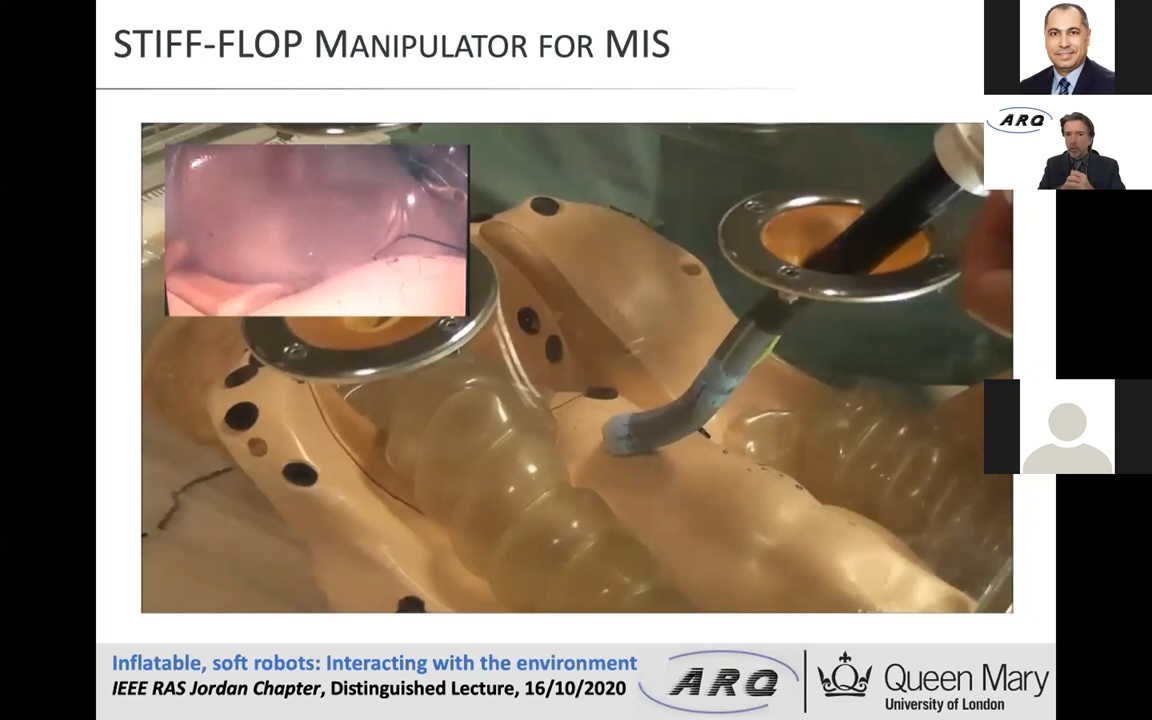 STIFF-FLOP MANIPULATOR FOR MIS
ARQ
Inflatable, soft robots: Interacting with the environment
IEEE RAS Jordan Chapter, Distinguished Lecture, 16/10/2020
ARQ
Queen Mary
University of London